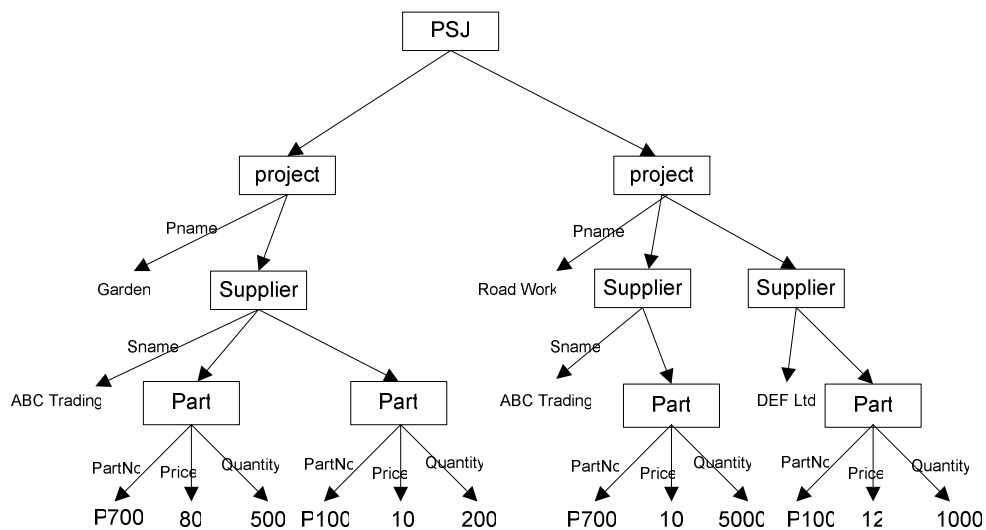 PSJ
project project
Pname Pname
Garden Supplier Road Work Supplier Supplier
Sname Sname
ABC Trading Part Part ABC Trading Part DEF Ltd Part
PartNo Price Quantity PartNo Price Quantity PartNo Price Quantity PartNo Price Quantity
P700 80 500 P100 10 200 P700 10 5000 P100 12 1000